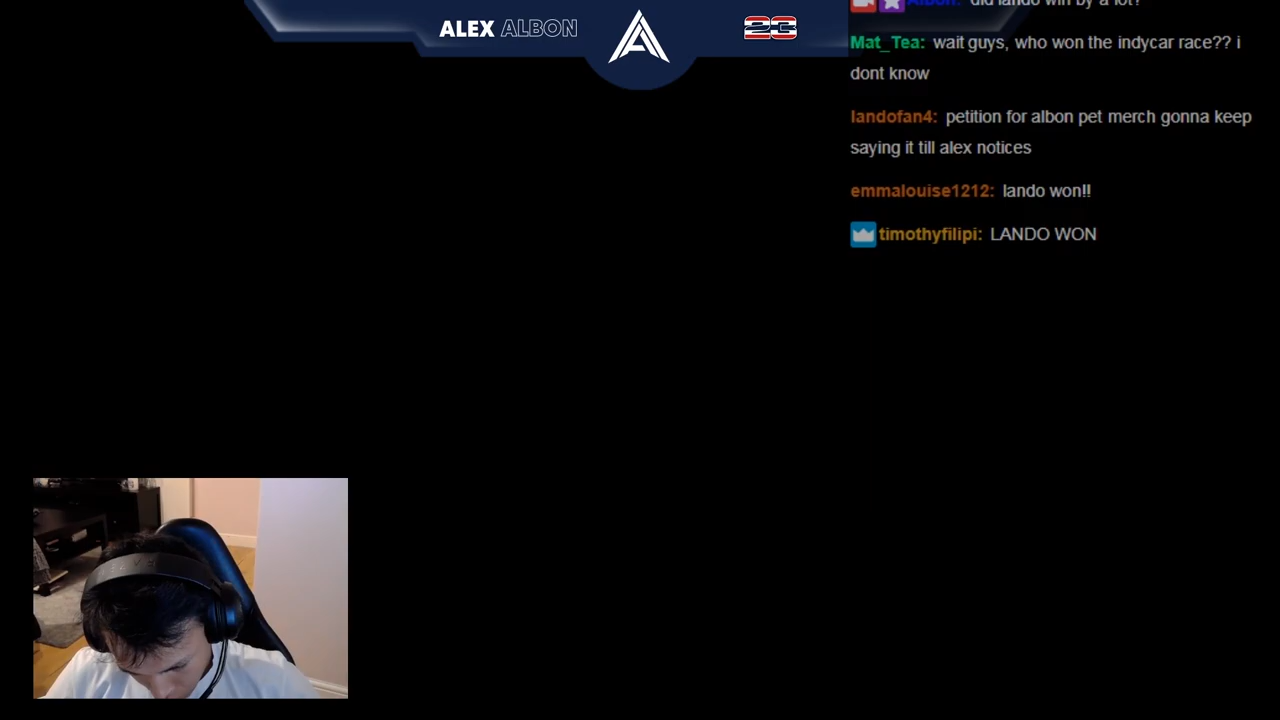 ALEX ALBON
23
Albon: did lando win by a lot?
Mat_Tea: wait guys, who won the indycar race?? i
dont know
landofan4: petition for albon pet merch gonna keep
saying it till alex notices
emmalouise1212: lando won!!
timothyfilipi: LANDO WON